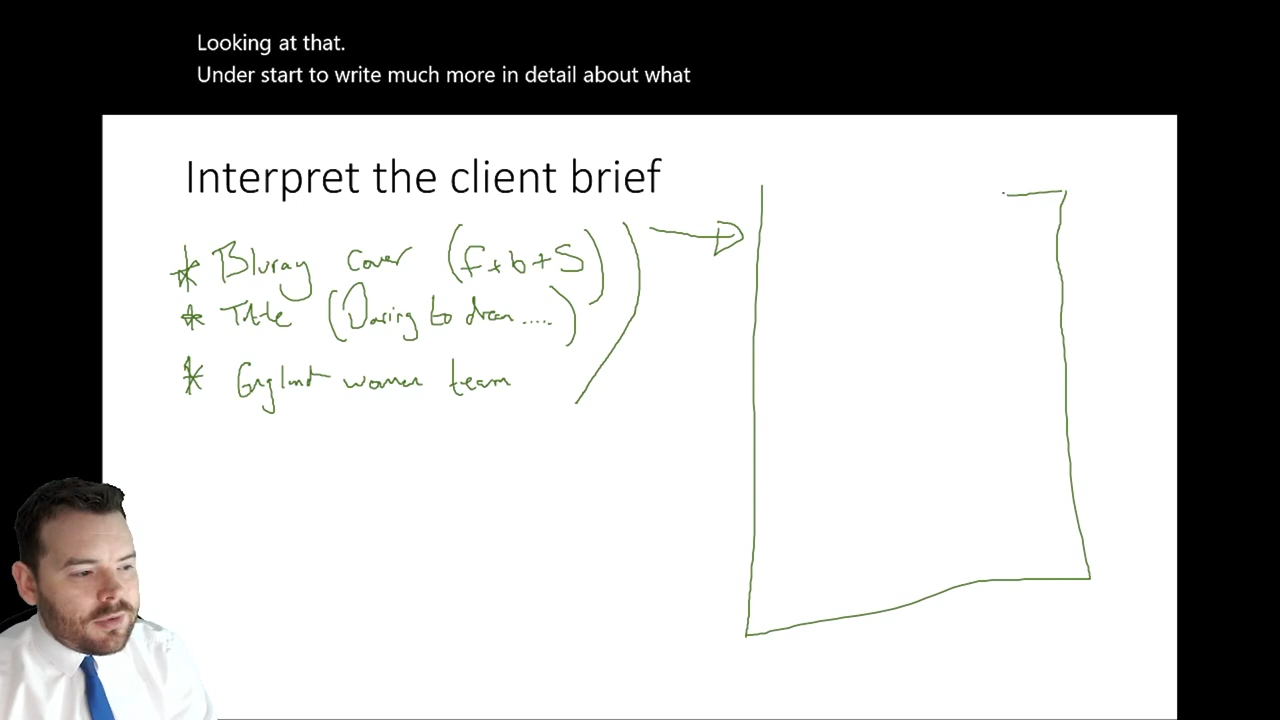 Looking at that.
Under start to write much more in detail about what
Interpret the client brief
* Bluray cover (f+b+S)
* Title (Daring to drea.....)
* England women team